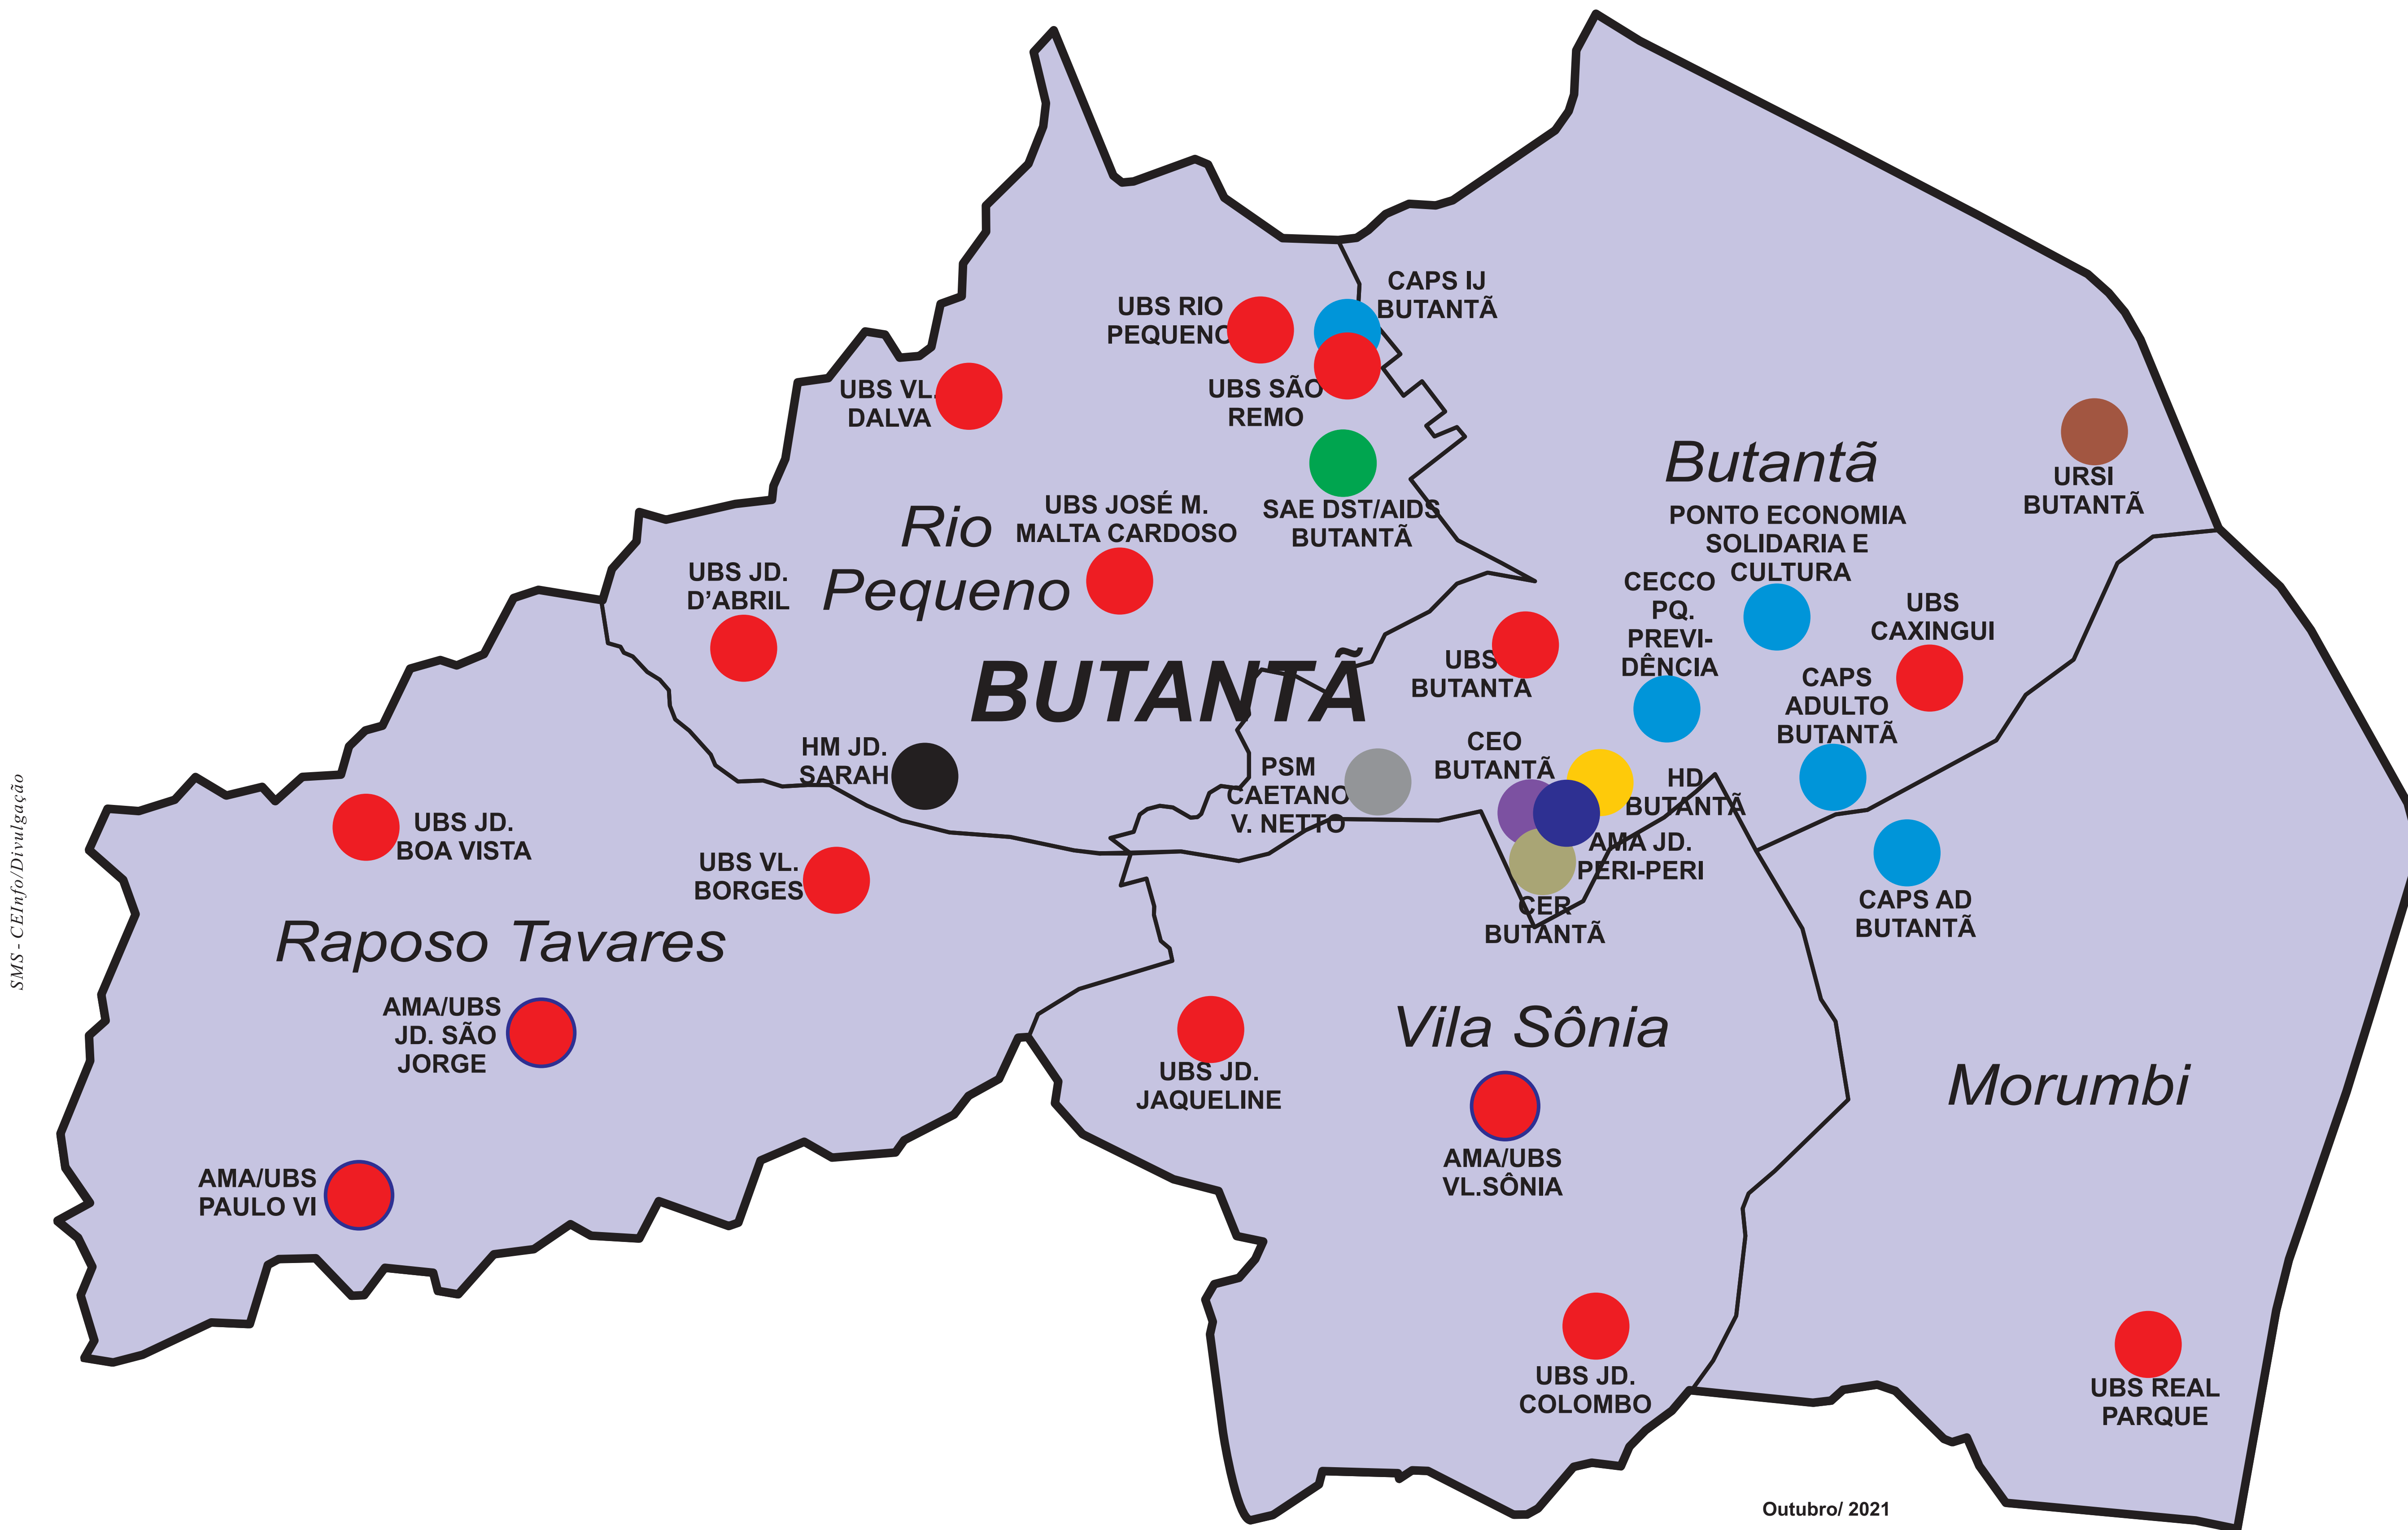 CAPS IJ
BUTANTÃ
UBS RIO
PEQUENO
UBS SÃO
REMO
UBS VL.
DALVA
Butantã
URSI
BUTANTÃ
SAE DST/AIDS
BUTANTÃ
UBS JOSÉ M.
MALTA CARDOSO
Rio
Pequeno
PONTO ECONOMIA
SOLIDARIA E
CULTURA
UBS JD.
D’ABRIL
CECCO
PQ.
PREVI-
DÊNCIA
UBS
CAXINGUI
BUTANTÃ
UBS
BUTANTÃ
CAPS
ADULTO
BUTANTÃ
HM JD.
SARAH
PSM
CAETANO
V. NETTO
CEO
BUTANTÃ
HD
BUTANTÃ
AMA JD.
PERI-PERI
CER
BUTANTÃ
UBS JD.
BOA VISTA
UBS VL.
BORGES
CAPS AD
BUTANTÃ
SMS - CEInfo/Divulgação
Raposo Tavares
AMA/UBS
JD. SÃO
JORGE
Vila Sônia
UBS JD.
JAQUELINE
Morumbi
AMA/UBS
VL.SÔNIA
AMA/UBS
PAULO VI
UBS JD.
COLOMBO
UBS REAL
PARQUE
Outubro/ 2021